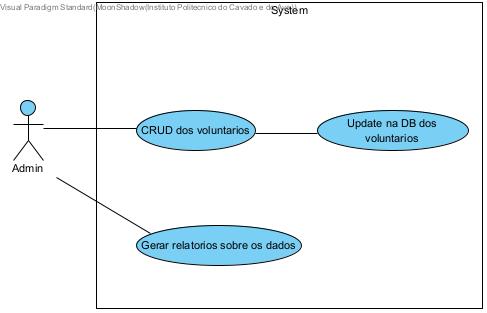 Visual Paradigm Standard(MoonShadow(Instituto Politecnico do Cavado e do Ave))
System
CRUD dos voluntarios
Update na DB dos
voluntarios
Admin
Gerar relatorios sobre os dados